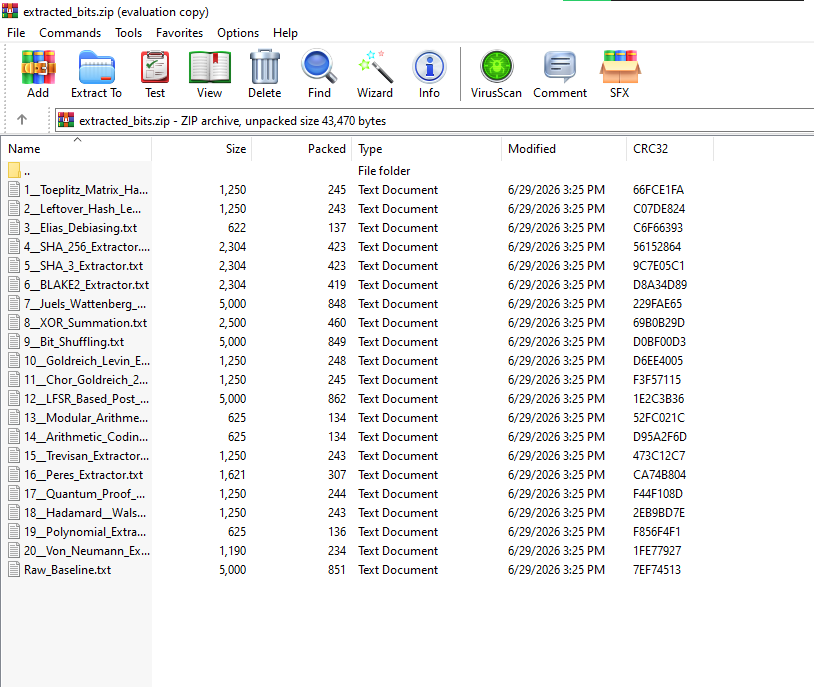 extracted_bits.zip (evaluation copy)
File Commands Tools Favorites Options Help
Add Extract To Test View Delete Find Wizard Info VirusScan Comment SFX
extracted_bits.zip - ZIP archive, unpacked size 43,470 bytes
Name Size Packed Type Modified CRC32
.. File folder
1__Toeplitz_Matrix_Ha... 1,250 245 Text Document 6/29/2026 3:25 PM 66FCE1FA
2__Leftover_Hash_Le... 1,250 243 Text Document 6/29/2026 3:25 PM C07DE824
3__Elias_Debiasing.txt 622 137 Text Document 6/29/2026 3:25 PM C6F66393
4__SHA_256_Extractor.... 2,304 423 Text Document 6/29/2026 3:25 PM 56152864
5__SHA_3_Extractor.txt 2,304 423 Text Document 6/29/2026 3:25 PM 9C7E05C1
6__BLAKE2_Extractor.txt 2,304 419 Text Document 6/29/2026 3:25 PM D8A34D89
7__Juels_Wattenberg_... 5,000 848 Text Document 6/29/2026 3:25 PM 229FAE65
8__XOR_Summation.txt 2,500 460 Text Document 6/29/2026 3:25 PM 69B0B29D
9__Bit_Shuffling.txt 5,000 849 Text Document 6/29/2026 3:25 PM D0BF00D3
10__Goldreich_Levin_E... 1,250 248 Text Document 6/29/2026 3:25 PM D6EE4005
11__Chor_Goldreich_2... 1,250 245 Text Document 6/29/2026 3:25 PM F3F57115
12__LFSR_Based_Post_... 5,000 862 Text Document 6/29/2026 3:25 PM 1E2C3B36
13__Modular_Arithme... 625 134 Text Document 6/29/2026 3:25 PM 52FC021C
14__Arithmetic_Codin... 625 134 Text Document 6/29/2026 3:25 PM D95A2F6D
15__Trevisan_Extractor... 1,250 243 Text Document 6/29/2026 3:25 PM 473C12C7
16__Peres_Extractor.txt 1,621 307 Text Document 6/29/2026 3:25 PM CA74B804
17__Quantum_Proof_... 1,250 244 Text Document 6/29/2026 3:25 PM F44F108D
18__Hadamard__Wals... 1,250 243 Text Document 6/29/2026 3:25 PM 2EB9BD7E
19__Polynomial_Extra... 625 136 Text Document 6/29/2026 3:25 PM F856F4F1
20__Von_Neumann_Ex... 1,190 234 Text Document 6/29/2026 3:25 PM 1FE77927
Raw_Baseline.txt 5,000 851 Text Document 6/29/2026 3:25 PM 7EF74513